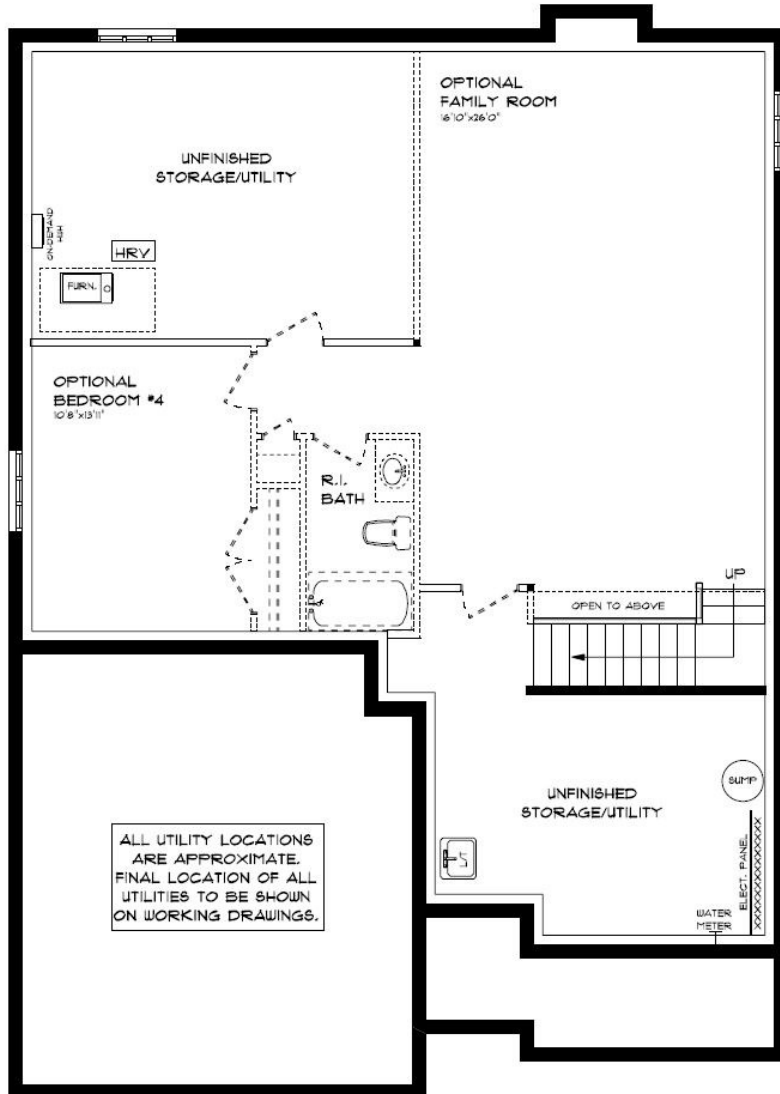 OPTIONAL
FAMILY ROOM
16'10"x26'0"
UNFINISHED
STORAGE/UTILITY
ON-DEMAND
HWH
HRV
FURN.
OPTIONAL
BEDROOM #4
10'8"x13'11"
R.I.
BATH
UP
OPEN TO ABOVE
SUMP
UNFINISHED
STORAGE/UTILITY
L/T
ELECT. PANEL
WATER
METER
ALL UTILITY LOCATIONS
ARE APPROXIMATE.
FINAL LOCATION OF ALL
UTILITIES TO BE SHOWN
ON WORKING DRAWINGS.